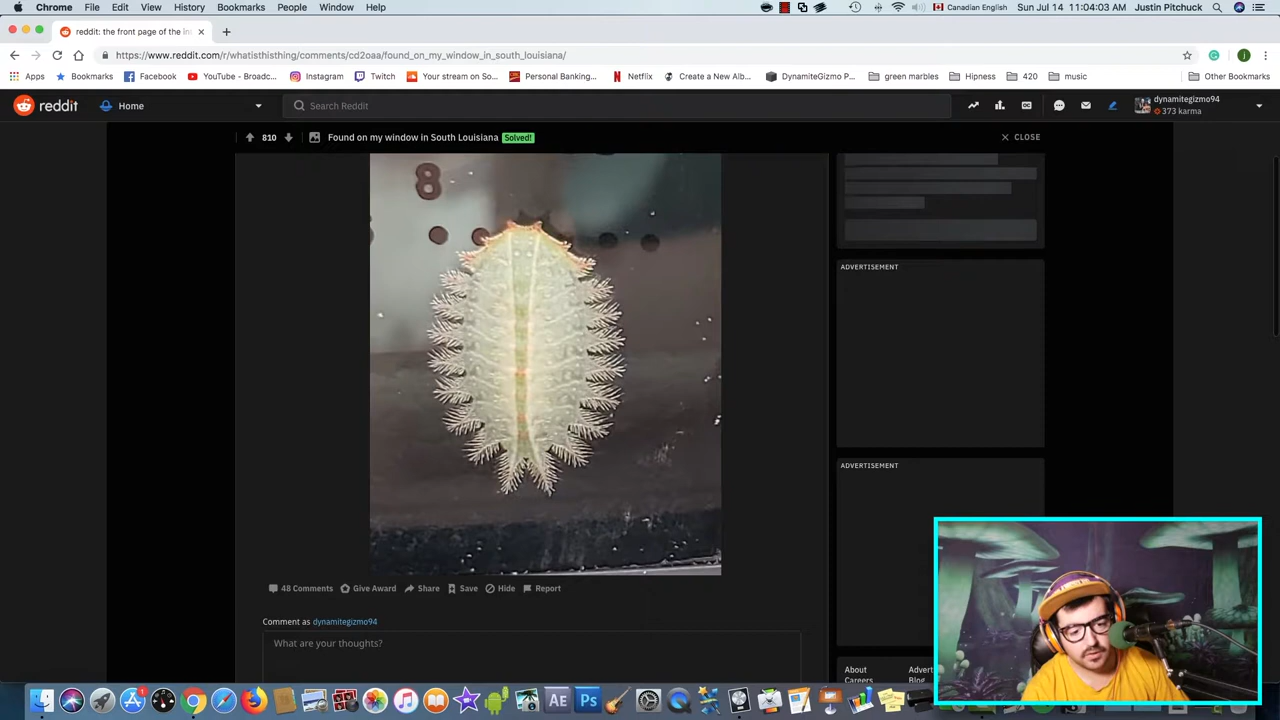 Chrome File Edit View History Bookmarks People Window Help Canadian English Sun Jul 14 11:04:03 AM Justin Pitchuck
reddit: the front page of the in
https://www.reddit.com/r/whatisthisthing/comments/cd2oaa/found_on_my_window_in_south_louisiana/
Apps Bookmarks Facebook YouTube - Broadc... Instagram Twitch Your stream on So... Personal Banking... Netflix Create a New Alb... DynamiteGizmo P... green marbles Hipness 420 music Other Bookmarks
reddit Home Search Reddit dynamitegizmo94
373 karma
810 Found on my window in South Louisiana Solved! CLOSE
8
ADVERTISEMENT
ADVERTISEMENT
48 Comments Give Award Share Save Hide Report
Comment as dynamitegizmo94
What are your thoughts?
About Advert
Careers Blog
AE Ps